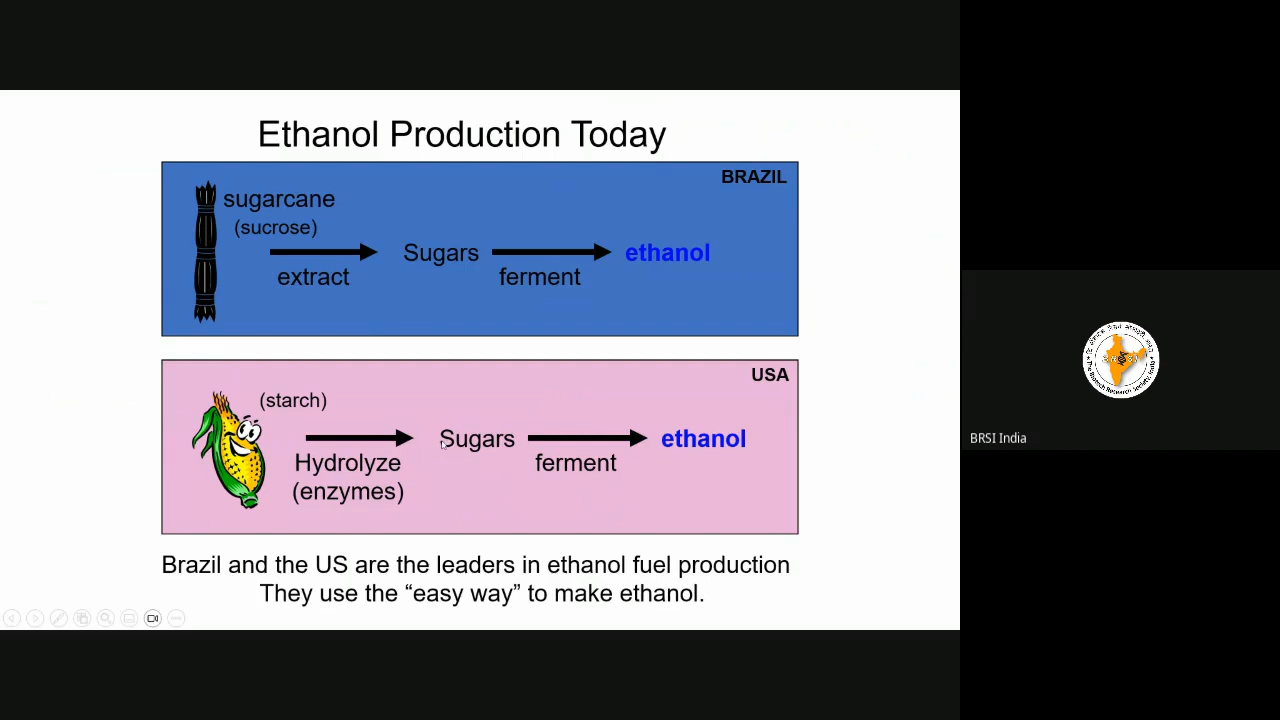 Ethanol Production Today
BRAZIL
sugarcane
(sucrose)
extract
Sugars
ferment
ethanol
USA
(starch)
Hydrolyze
(enzymes)
Sugars
ferment
ethanol
Brazil and the US are the leaders in ethanol fuel production
They use the “easy way” to make ethanol.
BRSI India